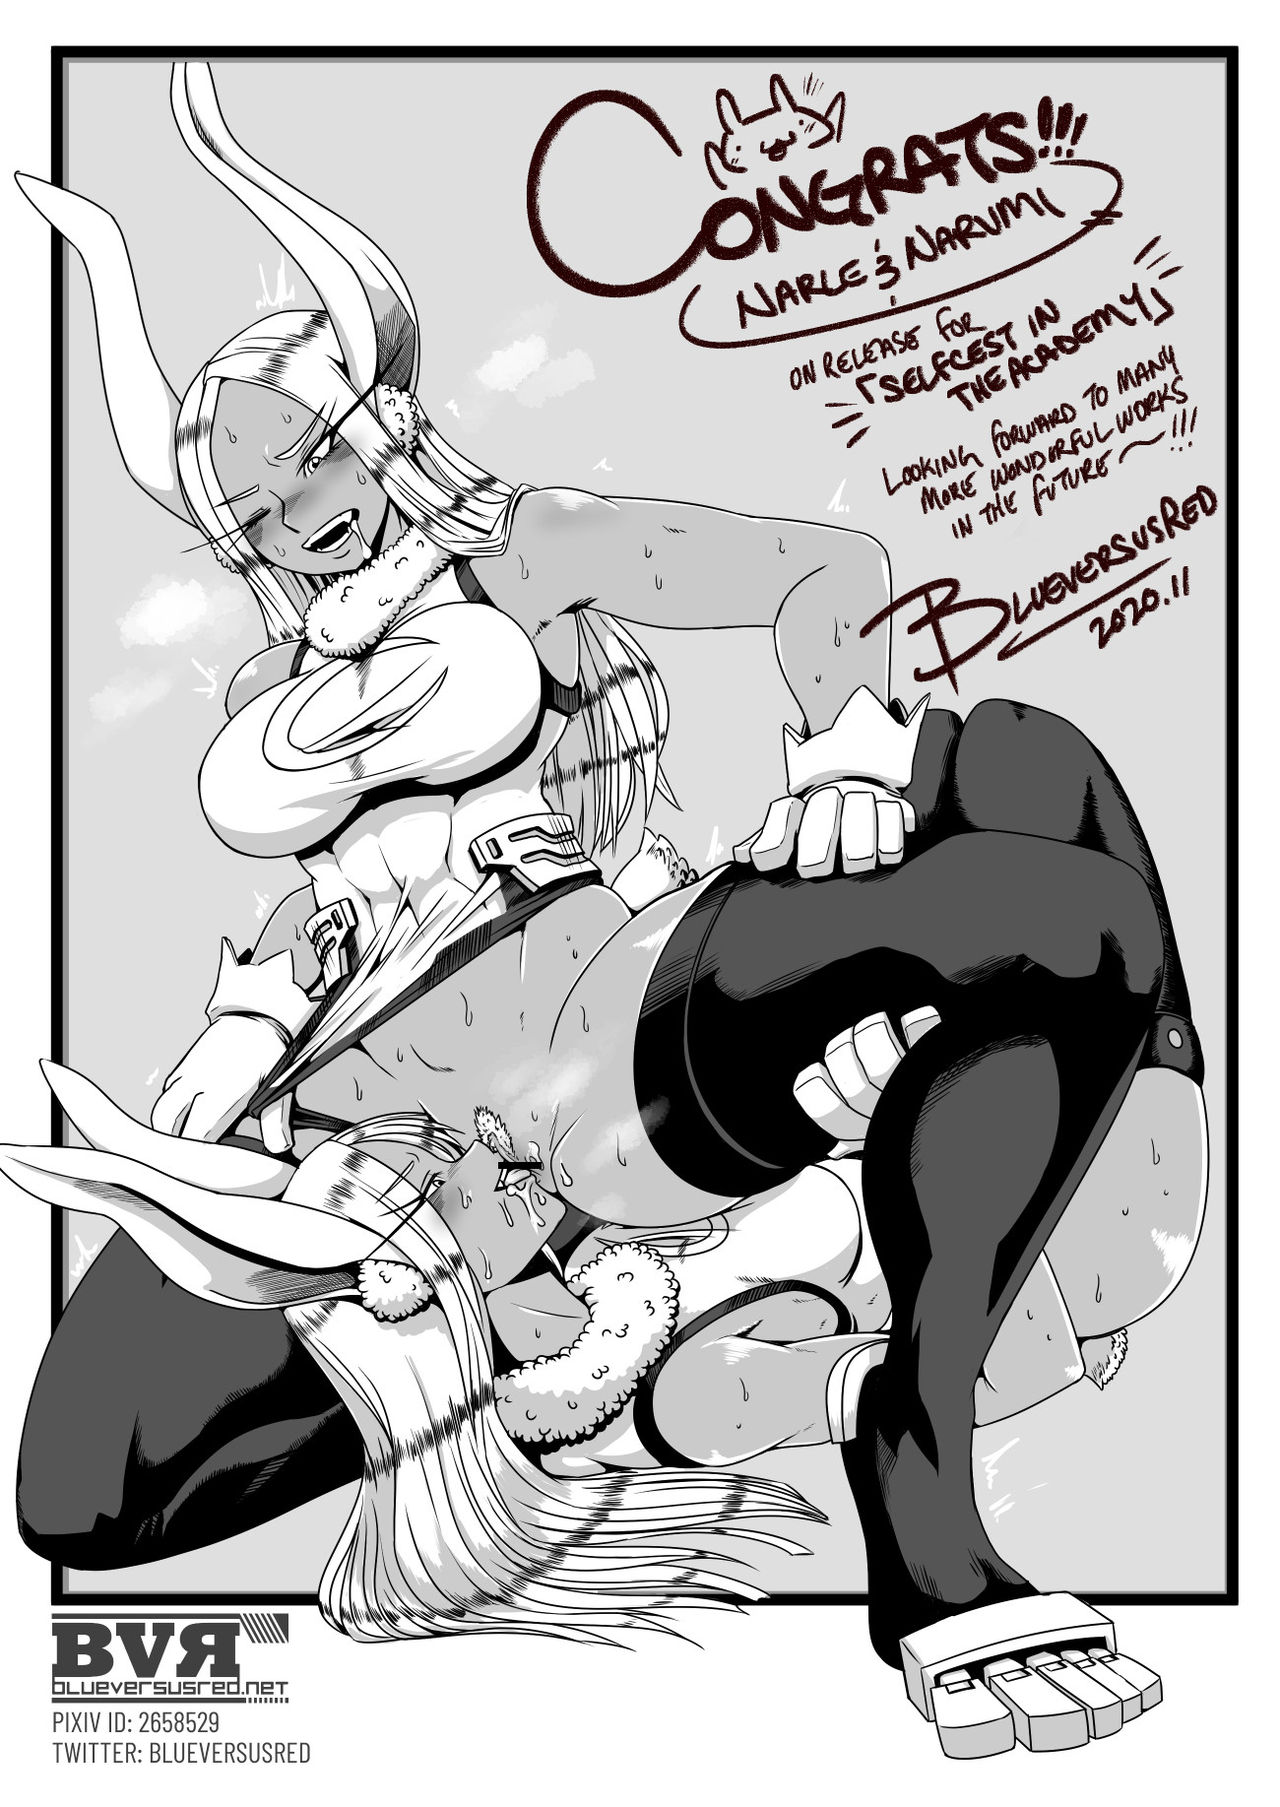 CONGRATS!!!
NARLE & NARUMI
ON RELEASE FOR
「SELFCEST IN
THE ACADEMY」
LOOKING FORWARD TO MANY
MORE WONDERFUL WORKS
IN THE FUTURE~!!!
BLUEVERSUSRED
2020.11
BVR
blueversusred.net
PIXIV ID: 2658529
TWITTER: BLUEVERSUSRED